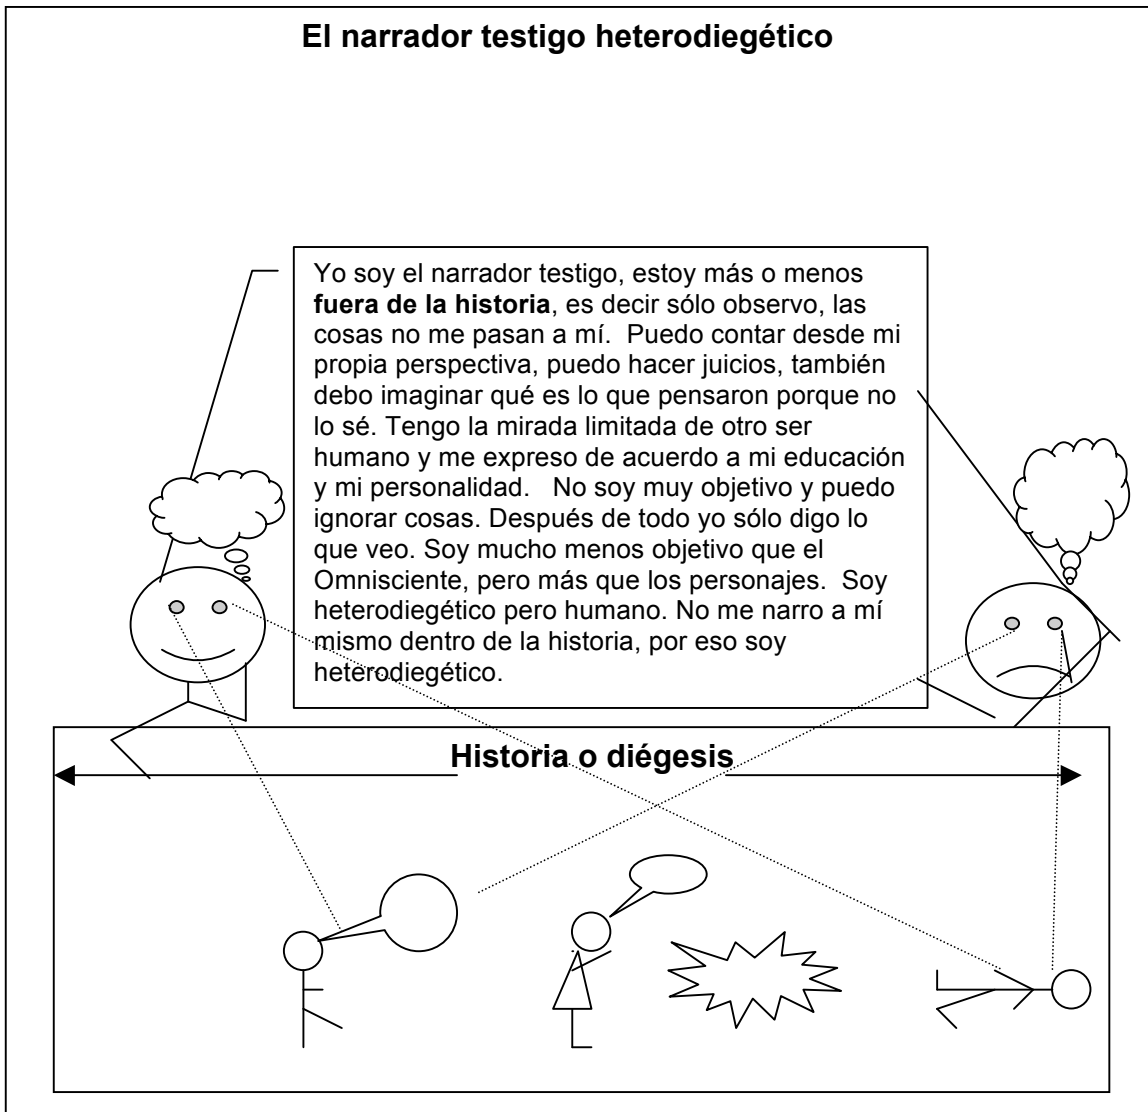 El narrador testigo heterodiegético
Yo soy el narrador testigo, estoy más o menos
fuera de la historia, es decir sólo observo, las
cosas no me pasan a mí.  Puedo contar desde mi
propia perspectiva, puedo hacer juicios, también
debo imaginar qué es lo que pensaron porque no
lo sé. Tengo la mirada limitada de otro ser
humano y me expreso de acuerdo a mi educación
y mi personalidad.   No soy muy objetivo y puedo
ignorar cosas. Después de todo yo sólo digo lo
que veo. Soy mucho menos objetivo que el
Omnisciente, pero más que los personajes.  Soy
heterodiegético pero humano. No me narro a mí
mismo dentro de la historia, por eso soy
heterodiegético.
Historia o diégesis